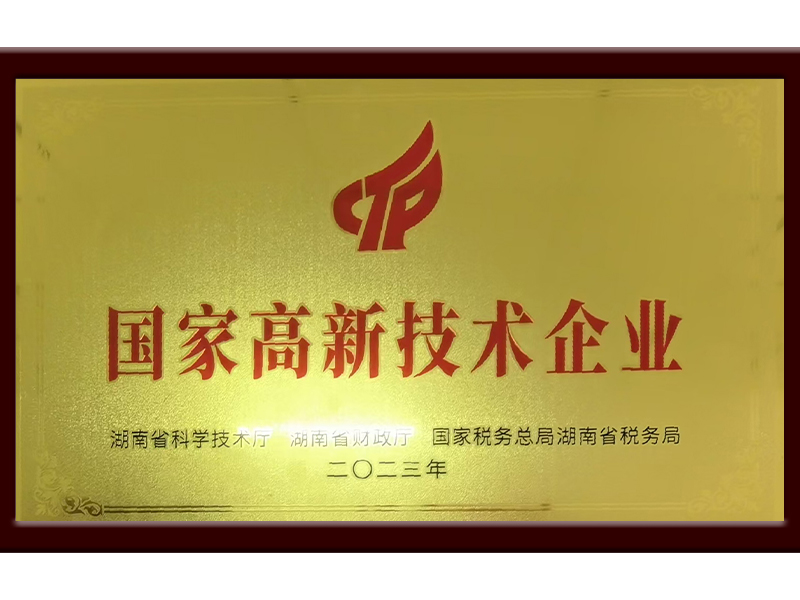 CTP
国家高新技术企业
湖南省科学技术厅 湖南省财政厅 国家税务总局湖南省税务局
二〇二三年